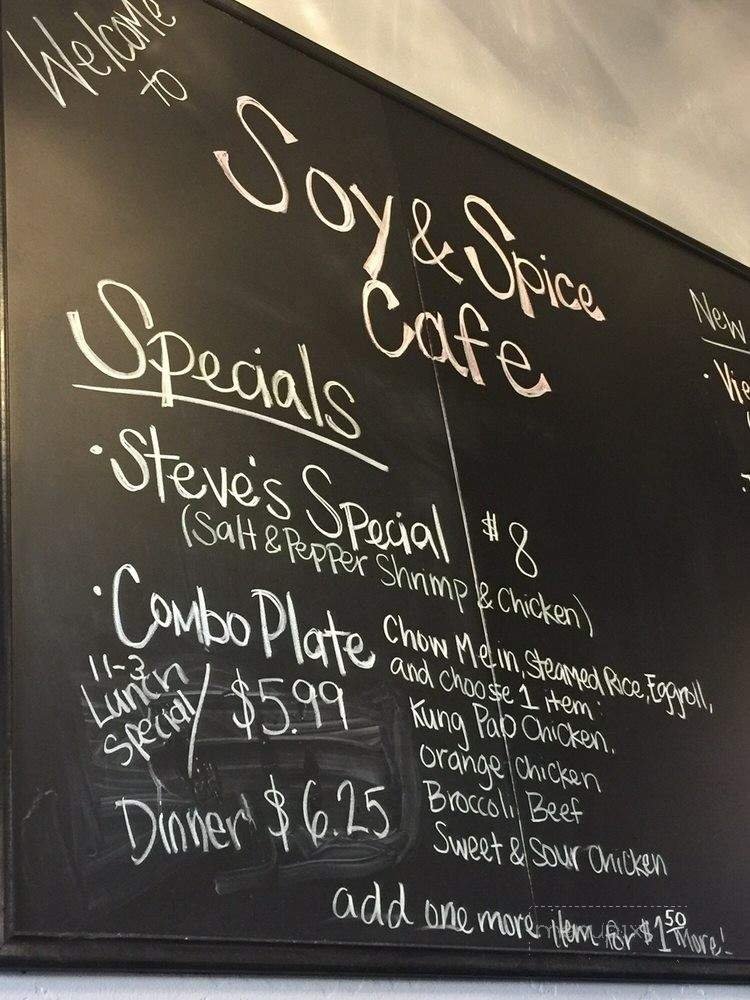 Welcome
to
Soy & Spice
Cafe
Specials
· Steve's Special $8
(Salt & Pepper Shrimp & Chicken)
· Combo Plate
11-3
Lunch
Special / $5.99
Dinner $6.25
Chow Mein, Steamed Rice, Eggroll,
and choose 1 item:
Kung Pao Chicken.
Orange Chicken
Broccoli Beef
Sweet & Sour Chicken
add one more item for $1.50 more!
New
· Vie